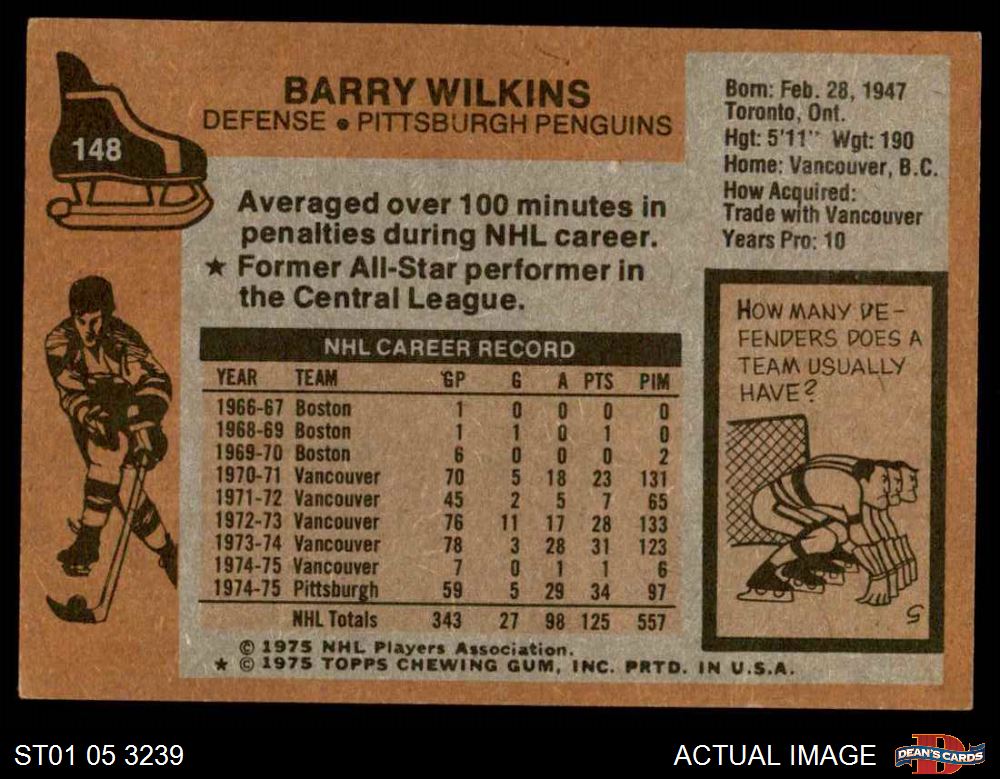 148
BARRY WILKINS
DEFENSE • PITTSBURGH PENGUINS
Born: Feb. 28, 1947
Toronto, Ont.
Hgt: 5'11" Wgt: 190
Home: Vancouver, B.C.
How Acquired:
Trade with Vancouver
Years Pro: 10
Averaged over 100 minutes in
penalties during NHL career.
★ Former All-Star performer in
the Central League.
NHL CAREER RECORD
YEAR TEAM GP G A PTS PIM
1966-67 Boston 1 0 0 0 0
1968-69 Boston 1 1 0 1 0
1969-70 Boston 6 0 0 0 2
1970-71 Vancouver 70 5 18 23 131
1971-72 Vancouver 45 2 5 7 65
1972-73 Vancouver 76 11 17 28 133
1973-74 Vancouver 78 3 28 31 123
1974-75 Vancouver 7 0 1 1 6
1974-75 Pittsburgh 59 5 29 34 97
NHL Totals 343 27 98 125 557
© 1975 NHL Players Association.
★ © 1975 TOPPS CHEWING GUM, INC. PRTD. IN U.S.A.
HOW MANY DE-
FENDERS DOES A
TEAM USUALLY
HAVE?
5
ST01 05 3239
ACTUAL IMAGE
D
DEAN'S CARDS